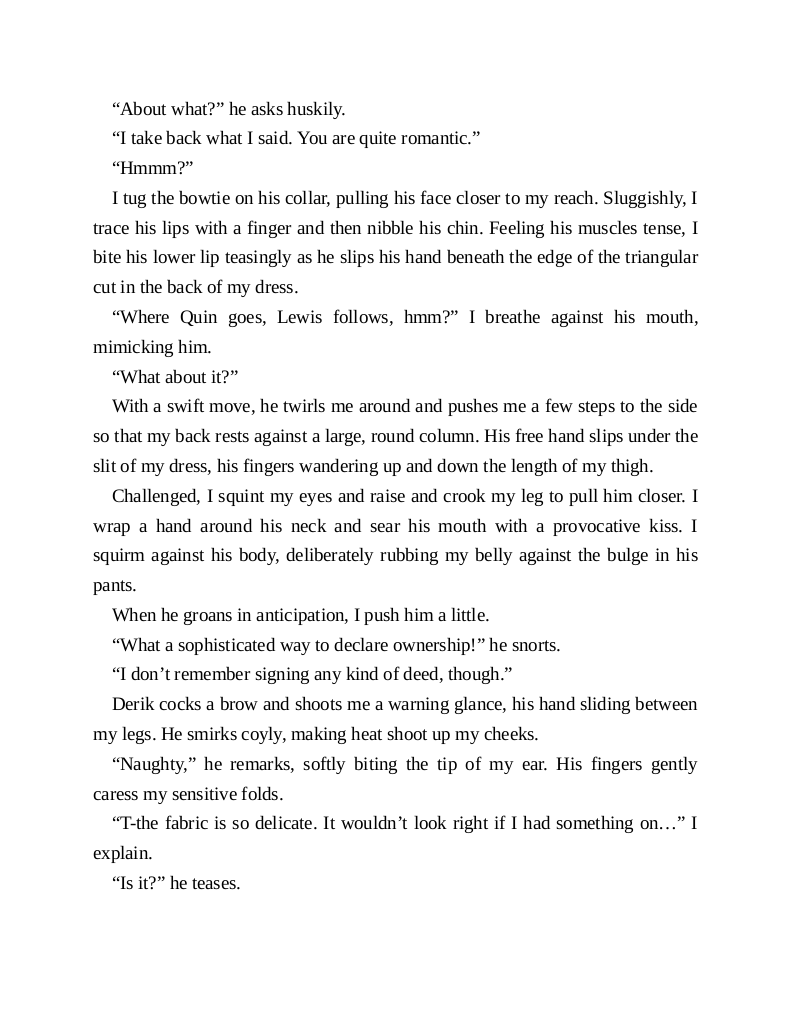 “About what?” he asks huskily.
“I take back what I said. You are quite romantic.”
“Hmmm?”
I tug the bowtie on his collar, pulling his face closer to my reach. Sluggishly, I
trace his lips with a finger and then nibble his chin. Feeling his muscles tense, I
bite his lower lip teasingly as he slips his hand beneath the edge of the triangular
cut in the back of my dress.
“Where Quin goes, Lewis follows, hmm?” I breathe against his mouth,
mimicking him.
“What about it?”
With a swift move, he twirls me around and pushes me a few steps to the side
so that my back rests against a large, round column. His free hand slips under the
slit of my dress, his fingers wandering up and down the length of my thigh.
Challenged, I squint my eyes and raise and crook my leg to pull him closer. I
wrap a hand around his neck and sear his mouth with a provocative kiss. I
squirm against his body, deliberately rubbing my belly against the bulge in his
pants.
When he groans in anticipation, I push him a little.
“What a sophisticated way to declare ownership!” he snorts.
“I don’t remember signing any kind of deed, though.”
Derik cocks a brow and shoots me a warning glance, his hand sliding between
my legs. He smirks coyly, making heat shoot up my cheeks.
“Naughty,” he remarks, softly biting the tip of my ear. His fingers gently
caress my sensitive folds.
“T-the fabric is so delicate. It wouldn’t look right if I had something on…” I
explain.
“Is it?” he teases.